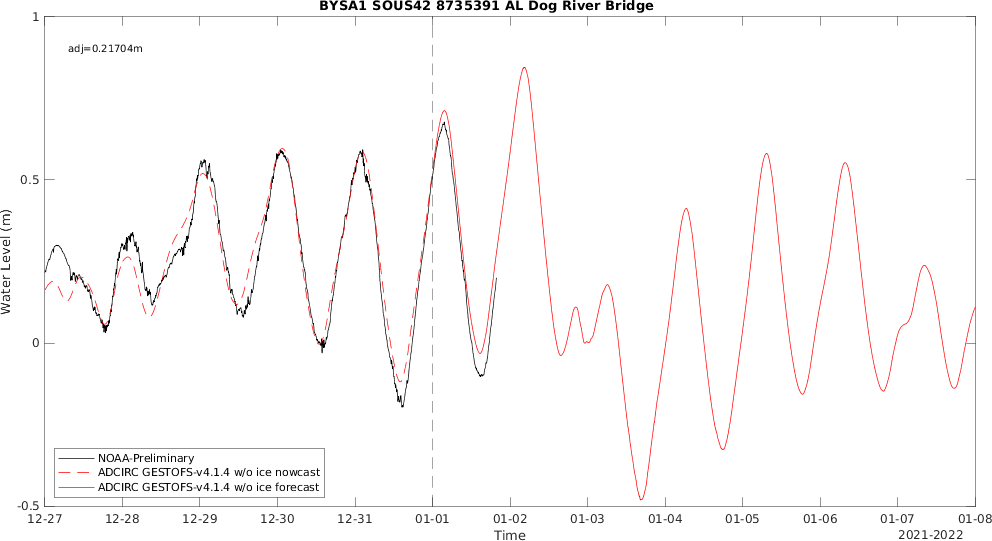 BYSA1 SOUS42 8735391 AL Dog River Bridge
adj=0.21704m
1
0.5
0
-0.5
Water Level (m)
NOAA-Preliminary
ADCIRC GESTOFS-v4.1.4 w/o ice nowcast
ADCIRC GESTOFS-v4.1.4 w/o ice forecast
12-27 12-28 12-29 12-30 12-31 01-01 01-02 01-03 01-04 01-05 01-06 01-07 01-08
Time
2021-2022